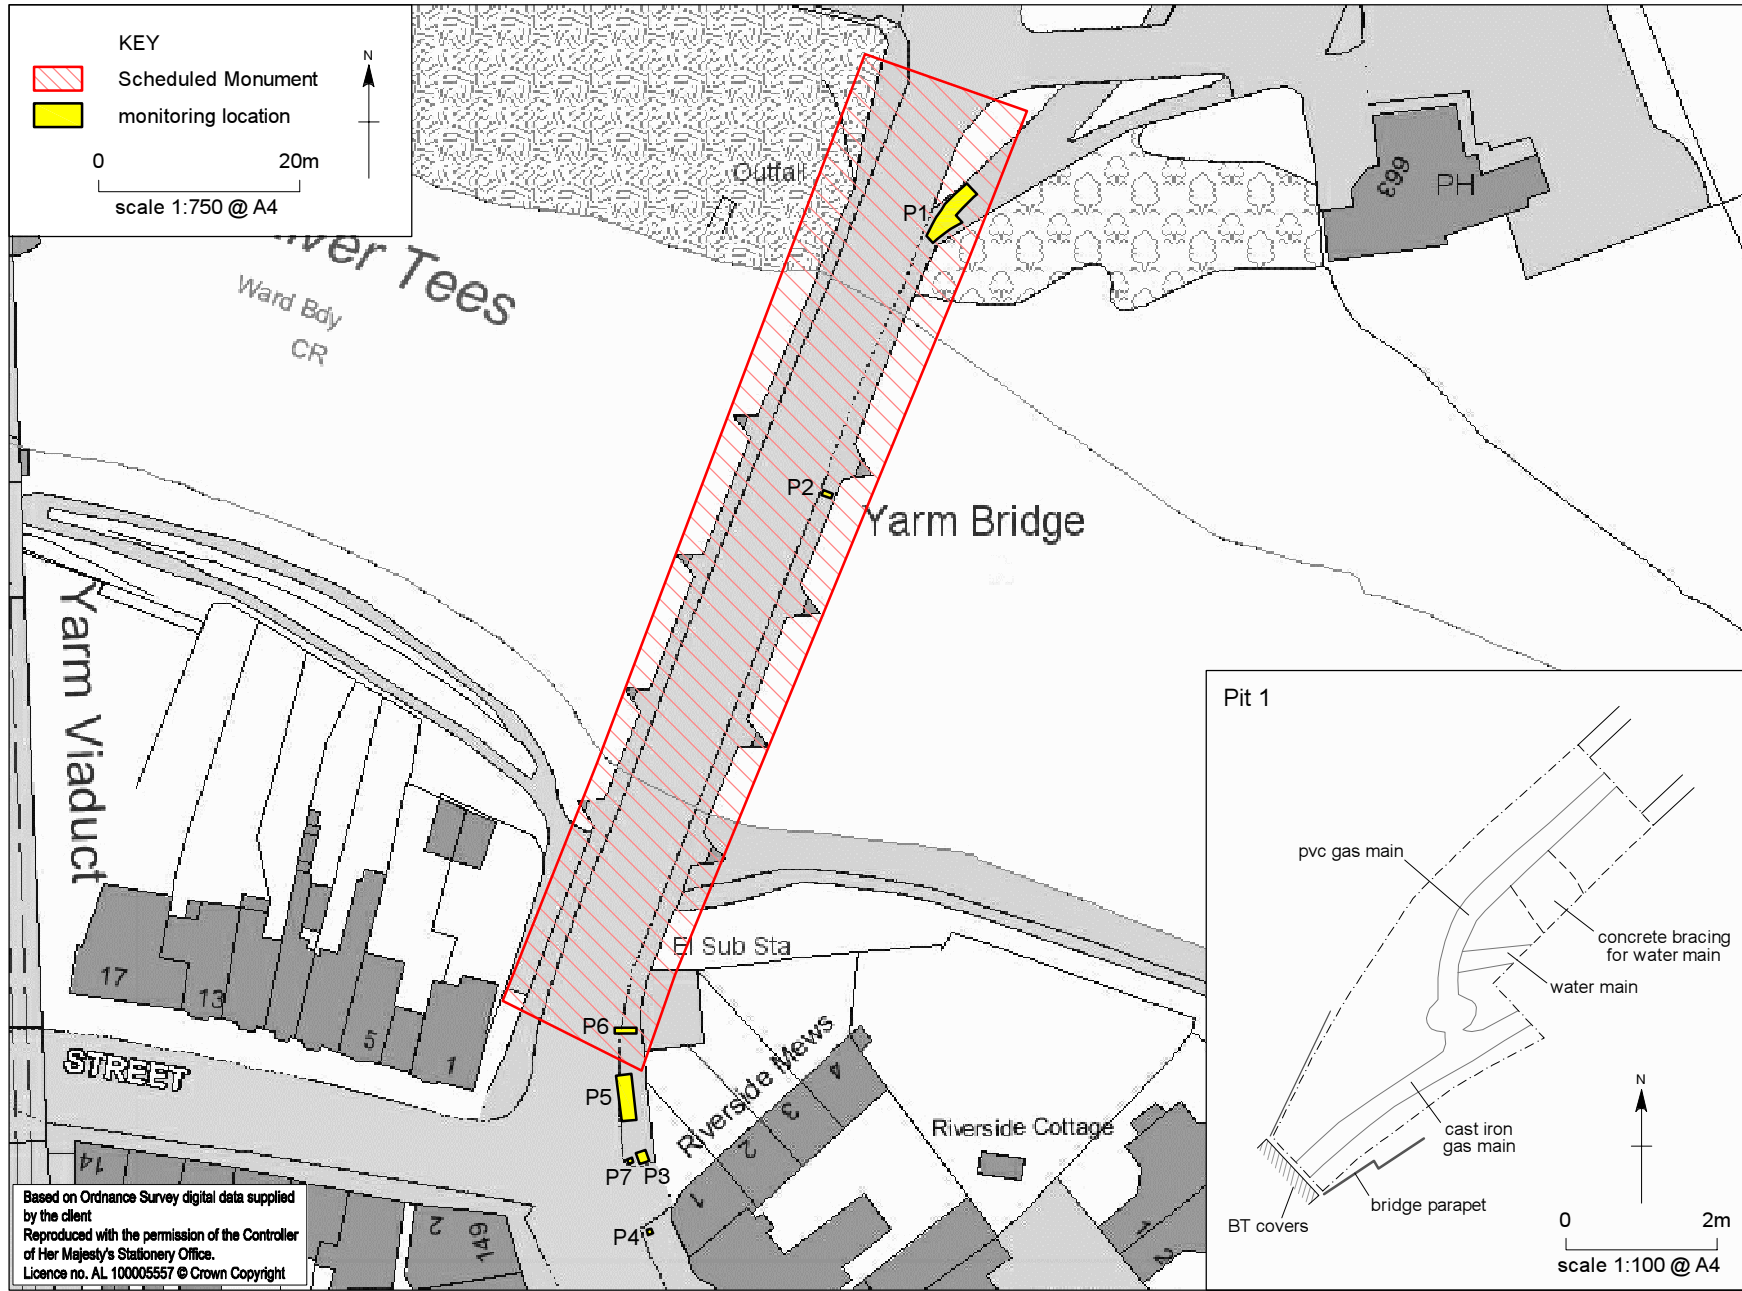 KEY
Scheduled Monument
monitoring location
N
0 20m
scale 1:750 @ A4
Outfall
River Tees
Ward Bdy
CR
P1
663
PH
P2
Yarm Bridge
Yarm Viaduct
El Sub Sta
17
13
5
1
STREET
P6
P5
P7
P3
P4
Riverside Mews
4
3
2
1
Riverside Cottage
14
2
149
1
2
Based on Ordnance Survey digital data supplied
by the client
Reproduced with the permission of the Controller
of Her Majesty's Stationery Office.
Licence no. AL 100005557 © Crown Copyright
Pit 1
pvc gas main
concrete bracing
for water main
water main
cast iron
gas main
bridge parapet
BT covers
N
0 2m
scale 1:100 @ A4